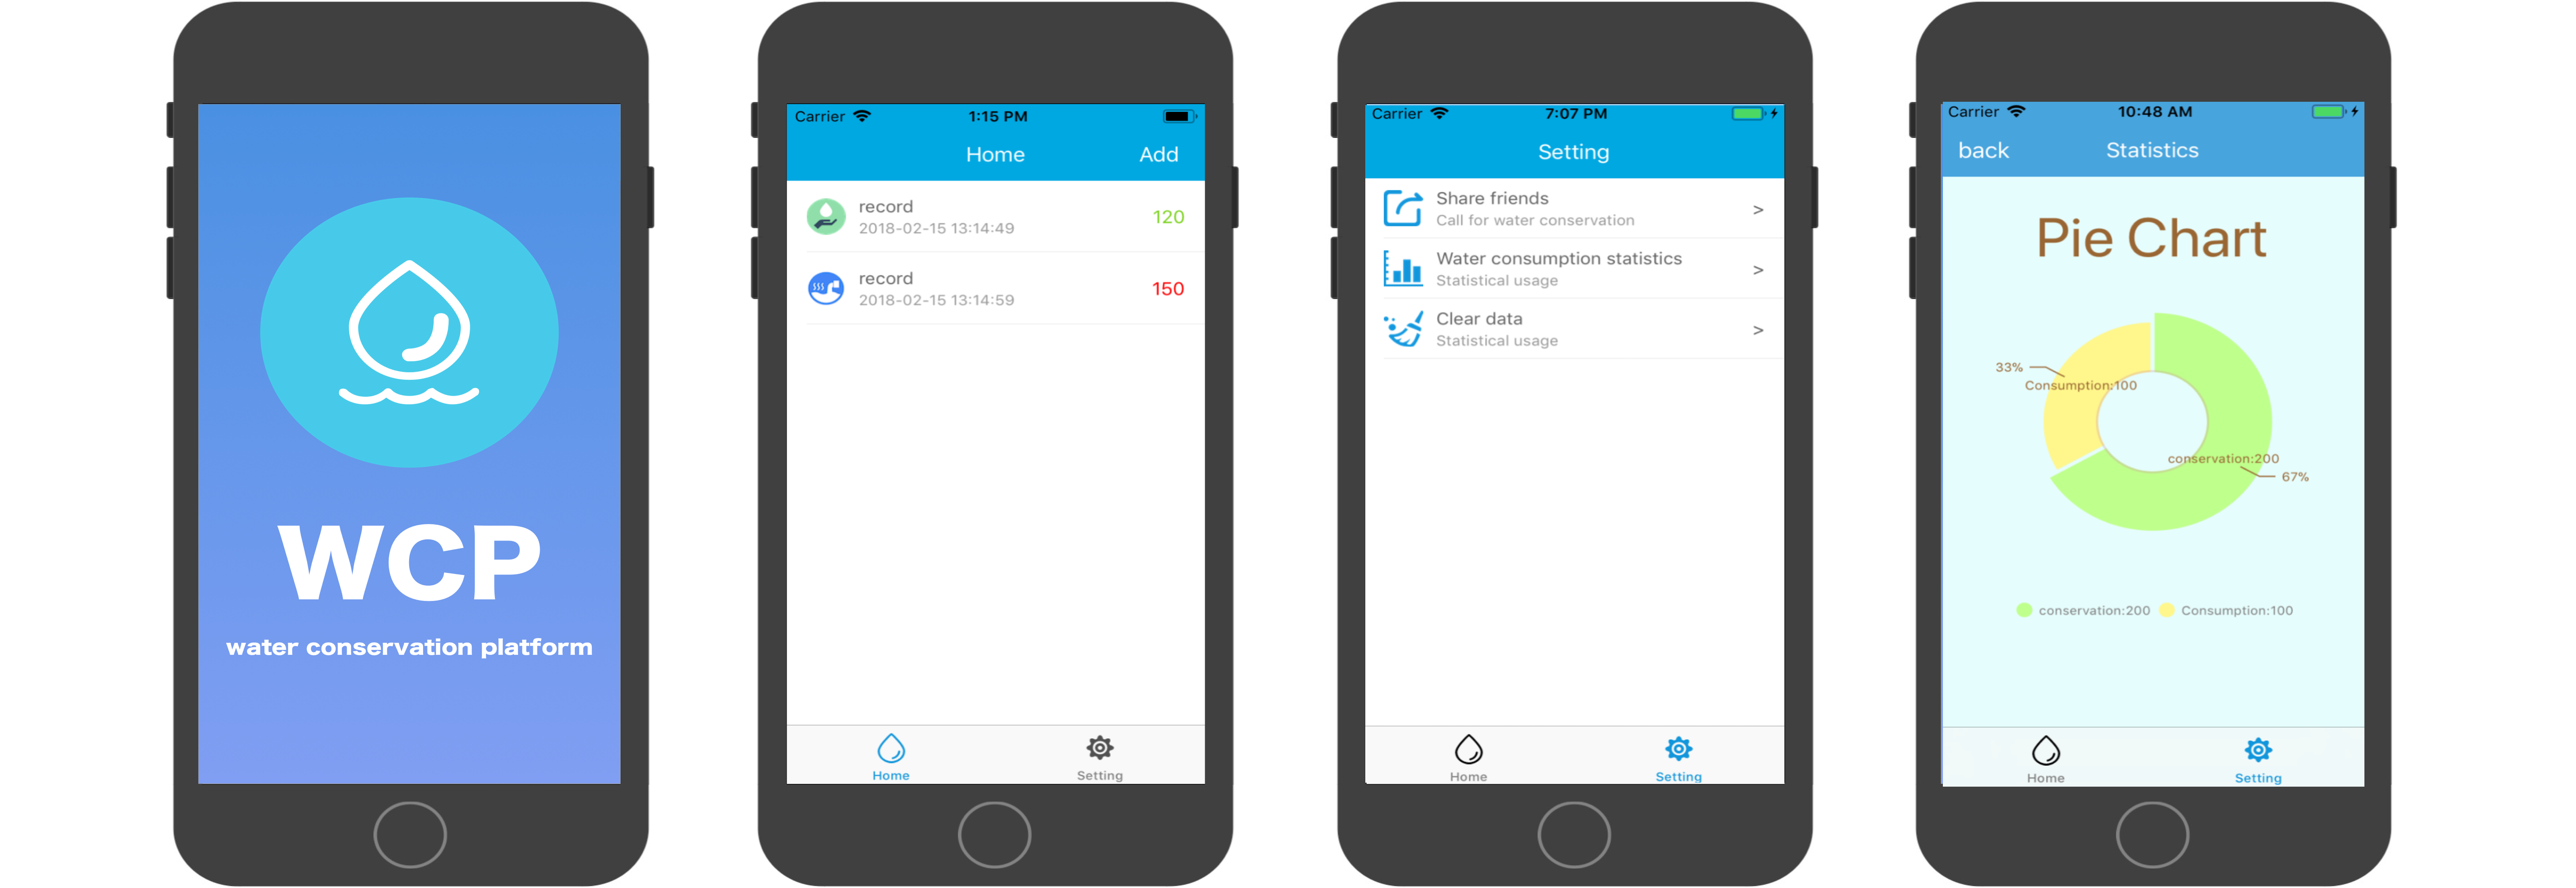 WCP
water conservation platform
Carrier 1:15 PM
Home Add
record
2018-02-15 13:14:49
120
record
2018-02-15 13:14:59
150
Home Setting
Carrier 7:07 PM
Setting
Share friends
Call for water conservation
>
Water consumption statistics
Statistical usage
>
Clear data
Statistical usage
>
Home Setting
Carrier 10:48 AM
back Statistics
Pie Chart
33%
Consumption:100
conservation:200
67%
conservation:200 Consumption:100
Home Setting